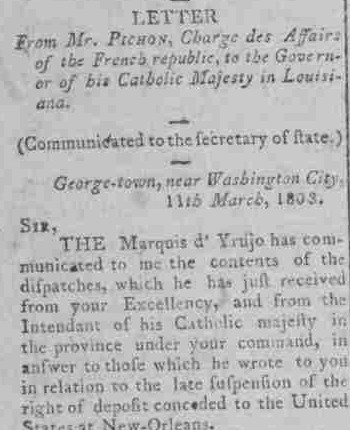 LETTER
From Mr. PICHON, Charge des Affairs
of the French republic, to the Govern-
or of his Catholic Majesty in Louisi-
ana.
(Communicated to the ſecretary of ſtate.)
George-town, near Washington City,
11th March, 1803.
SIR,
THE Marquis d' Yrujo has com-
municated to me the contents of the
diſpatches, which he has juſt received
from your Excellency, and from the
Intendant of his Catholic majeſty in
the province under your command, in
anſwer to thoſe which he wrote to you
in relation to the late ſuſpenſion of the
right of depoſit conceded to the United
States at New-Orleans.